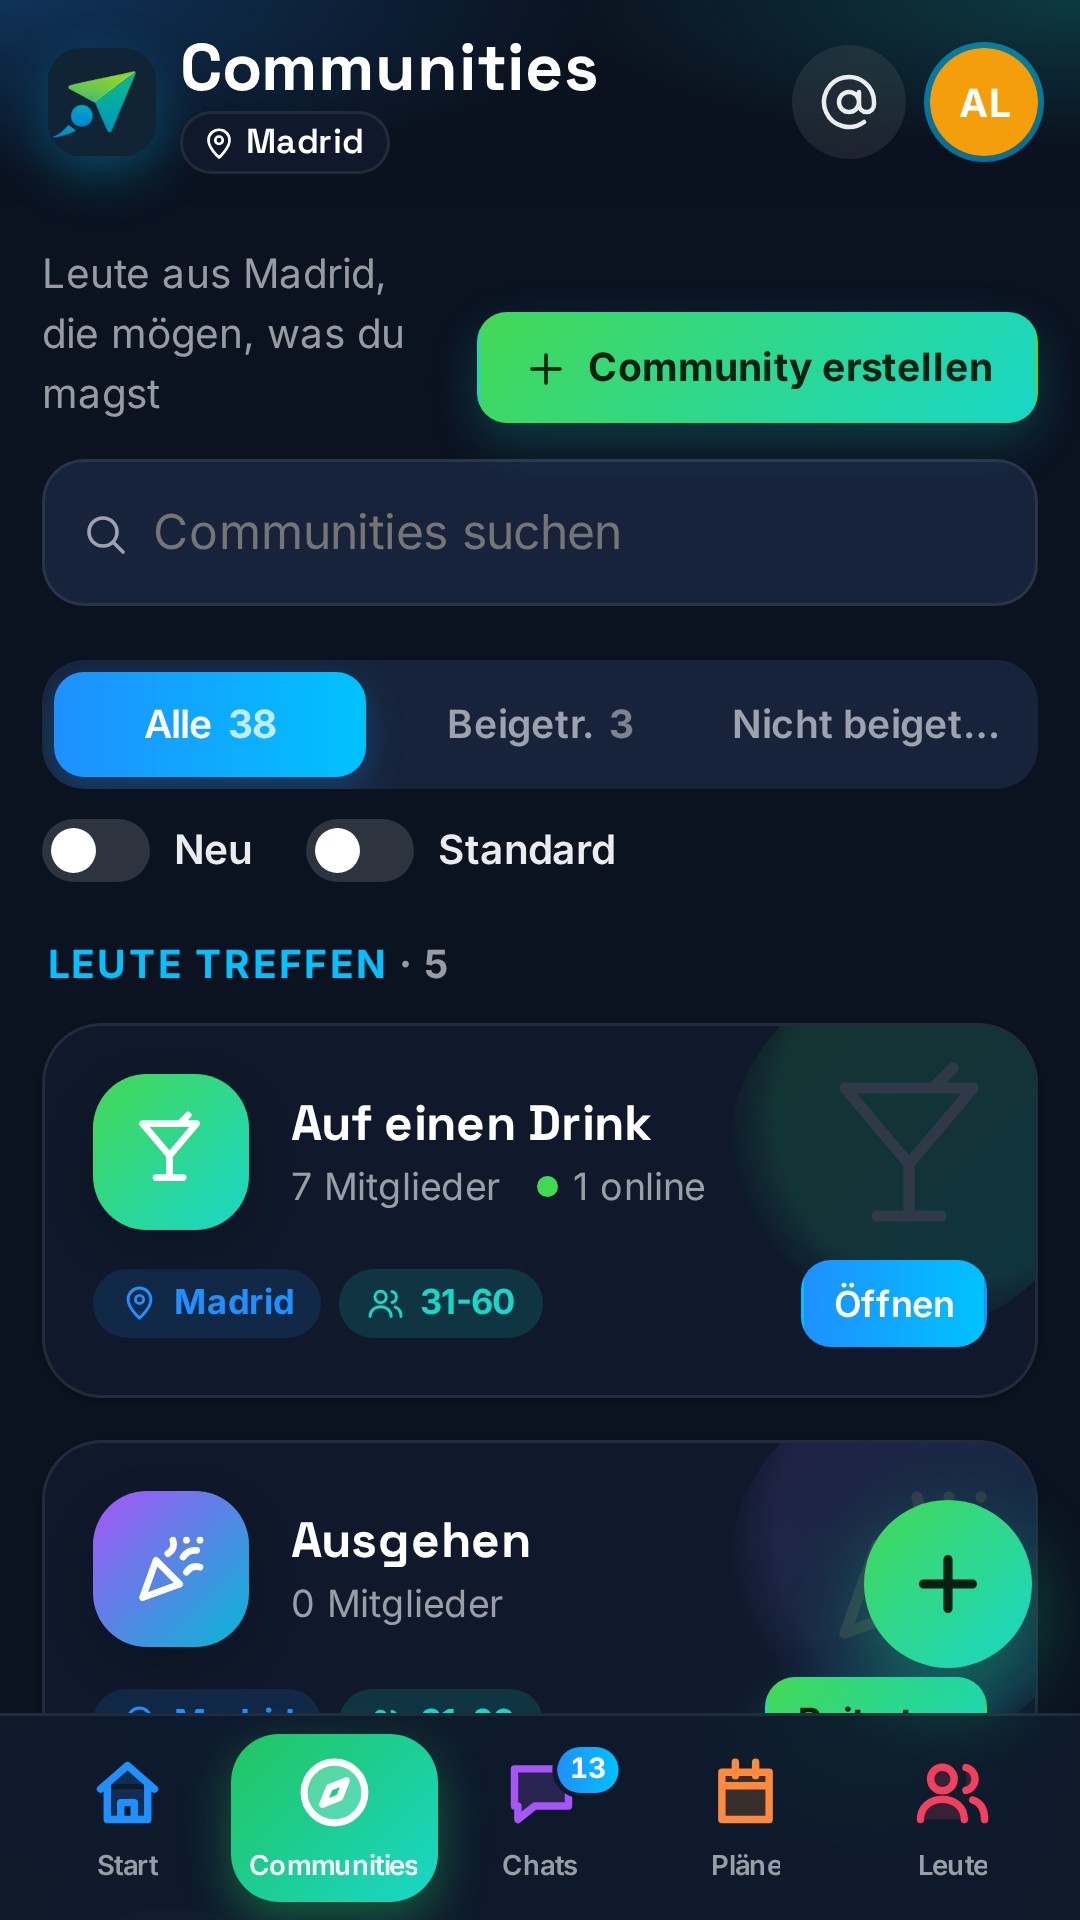 Communities
Madrid
AL
Leute aus Madrid,
die mögen, was du
magst
Community erstellen
Communities suchen
Alle 38
Beigetr. 3
Nicht beiget...
Neu
Standard
LEUTE TREFFEN · 5
Auf einen Drink
7 Mitglieder
1 online
Madrid
31-60
Öffnen
Ausgehen
0 Mitglieder
13
Start
Communities
Chats
Pläne
Leute